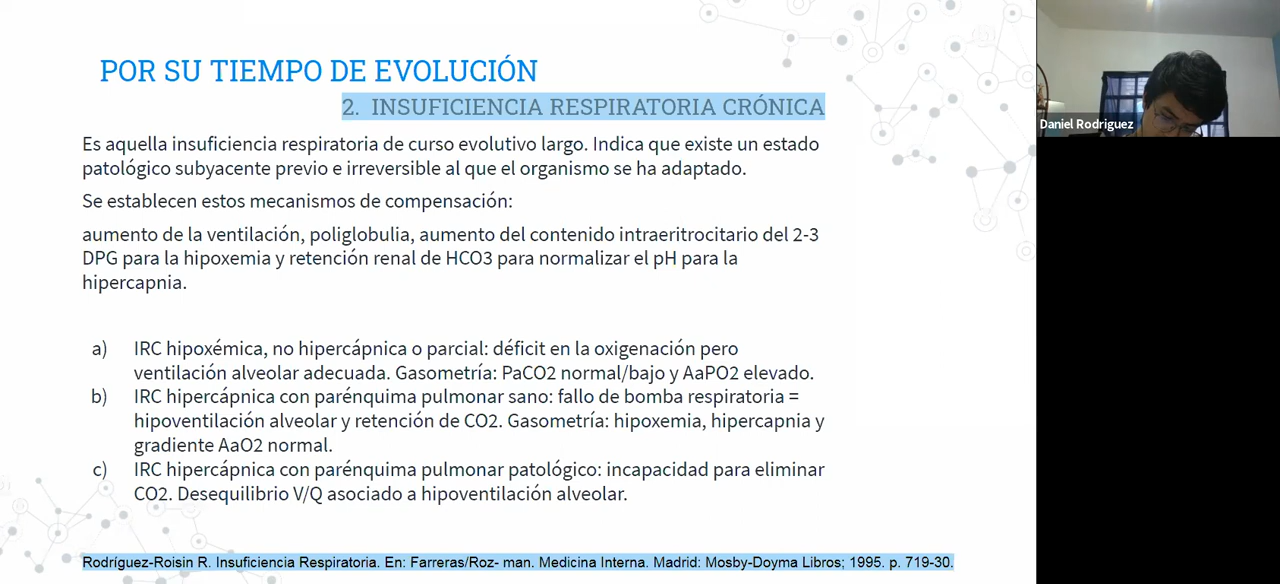 POR SU TIEMPO DE EVOLUCIÓN
2. INSUFICIENCIA RESPIRATORIA CRÓNICA
Es aquella insuficiencia respiratoria de curso evolutivo largo. Indica que existe un estado
patológico subyacente previo e irreversible al que el organismo se ha adaptado.
Se establecen estos mecanismos de compensación:
aumento de la ventilación, poliglobulia, aumento del contenido intraeritrocitario del 2-3
DPG para la hipoxemia y retención renal de HCO3 para normalizar el pH para la
hipercapnia.
a) IRC hipoxémica, no hipercápnica o parcial: déficit en la oxigenación pero
ventilación alveolar adecuada. Gasometría: PaCO2 normal/bajo y AaPO2 elevado.
b) IRC hipercápnica con parénquima pulmonar sano: fallo de bomba respiratoria =
hipoventilación alveolar y retención de CO2. Gasometría: hipoxemia, hipercapnia y
gradiente AaO2 normal.
c) IRC hipercápnica con parénquima pulmonar patológico: incapacidad para eliminar
CO2. Desequilibrio V/Q asociado a hipoventilación alveolar.
Rodríguez-Roisin R. Insuficiencia Respiratoria. En: Farreras/Roz- man. Medicina Interna. Madrid: Mosby-Doyma Libros; 1995. p. 719-30.
Daniel Rodriguez